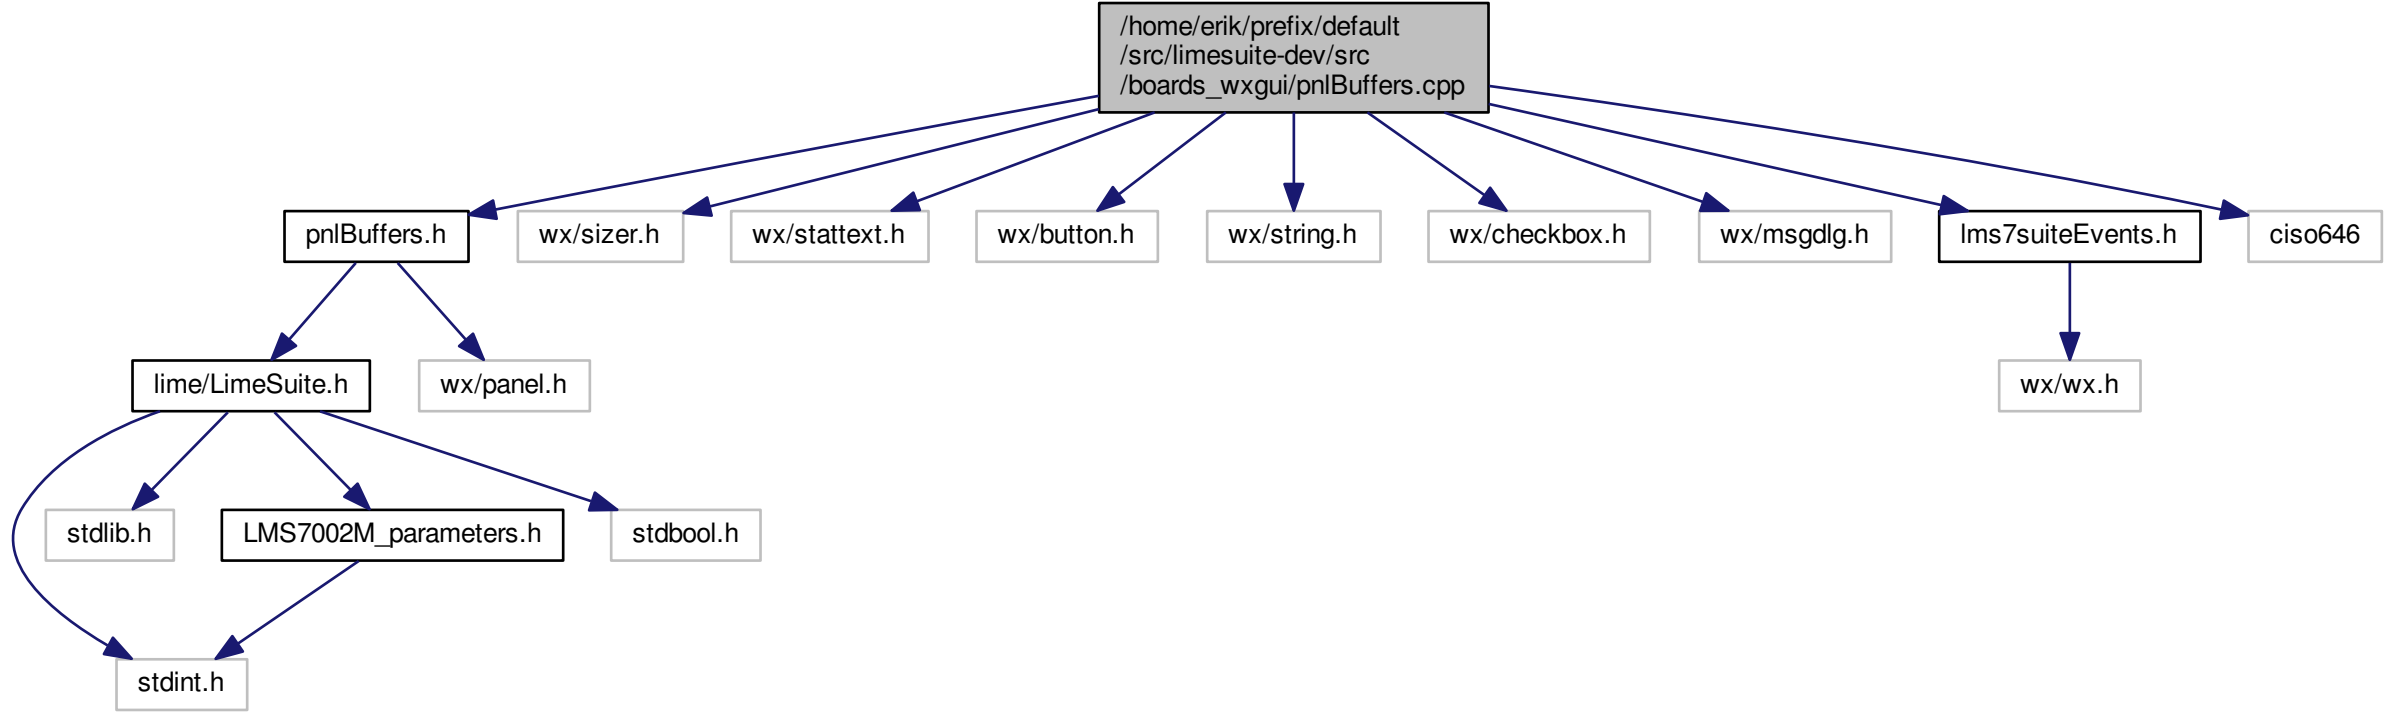 /home/erik/prefix/default
/src/limesuite-dev/src
/boards_wxgui/pnlBuffers.cpp
pnlBuffers.h
wx/sizer.h
wx/stattext.h
wx/button.h
wx/string.h
wx/checkbox.h
wx/msgdlg.h
lms7suiteEvents.h
ciso646
lime/LimeSuite.h
wx/panel.h
wx/wx.h
stdlib.h
LMS7002M_parameters.h
stdbool.h
stdint.h